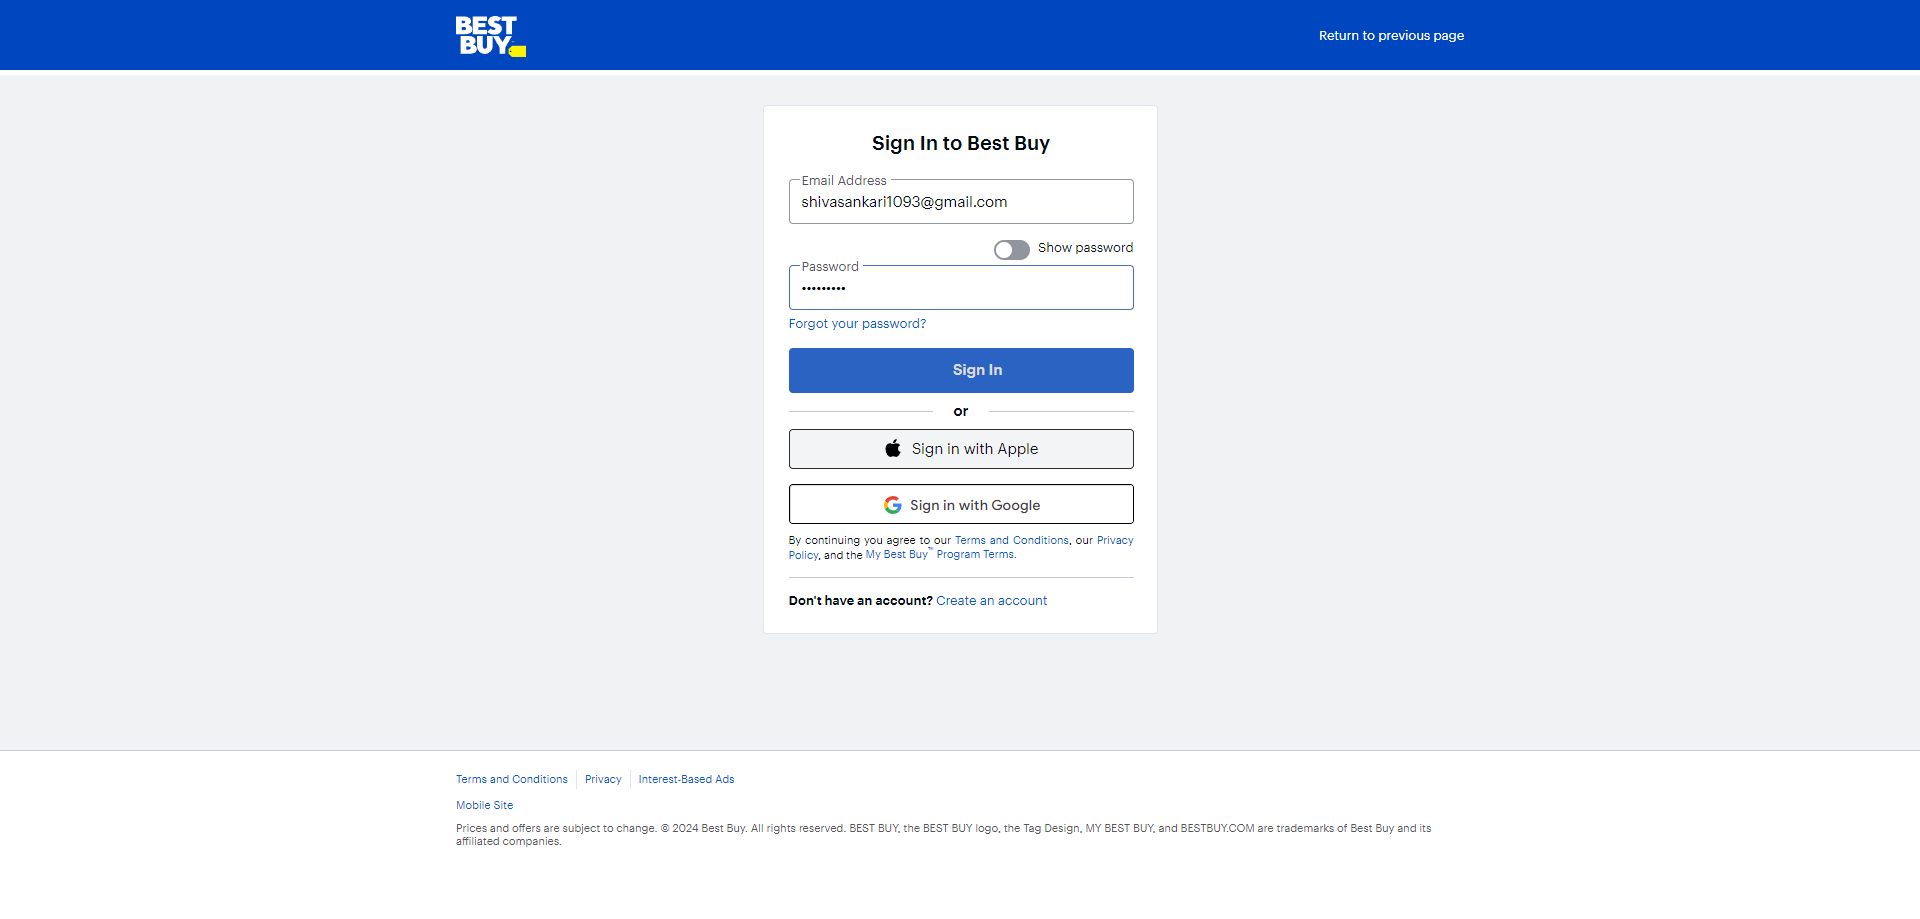 BEST
BUY
Return to previous page
Sign In to Best Buy
Email Address
shivasankari1093@gmail.com
Show password
Password
•••••••••
Forgot your password?
Sign In
or
Sign in with Apple
Sign in with Google
By continuing you agree to our Terms and Conditions, our Privacy
Policy, and the My Best Buy™ Program Terms.
Don't have an account? Create an account
Terms and Conditions
Privacy
Interest-Based Ads
Mobile Site
Prices and offers are subject to change. © 2024 Best Buy. All rights reserved. BEST BUY, the BEST BUY logo, the Tag Design, MY BEST BUY, and BESTBUY.COM are trademarks of Best Buy and its
affiliated companies.